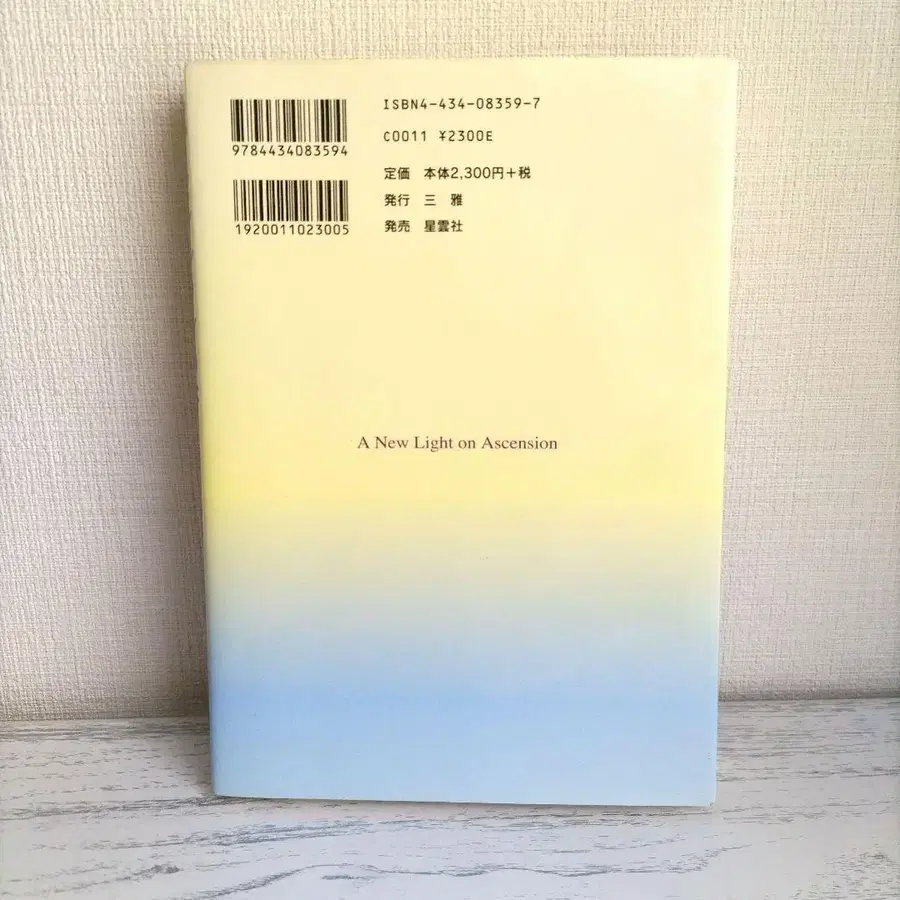 ISBN4-434-08359-7
C0011 ¥2300E
9784434083594
定価 本体2,300円+税
発行 三 雅
発売 星雲社
1920011023005
A New Light on Ascension